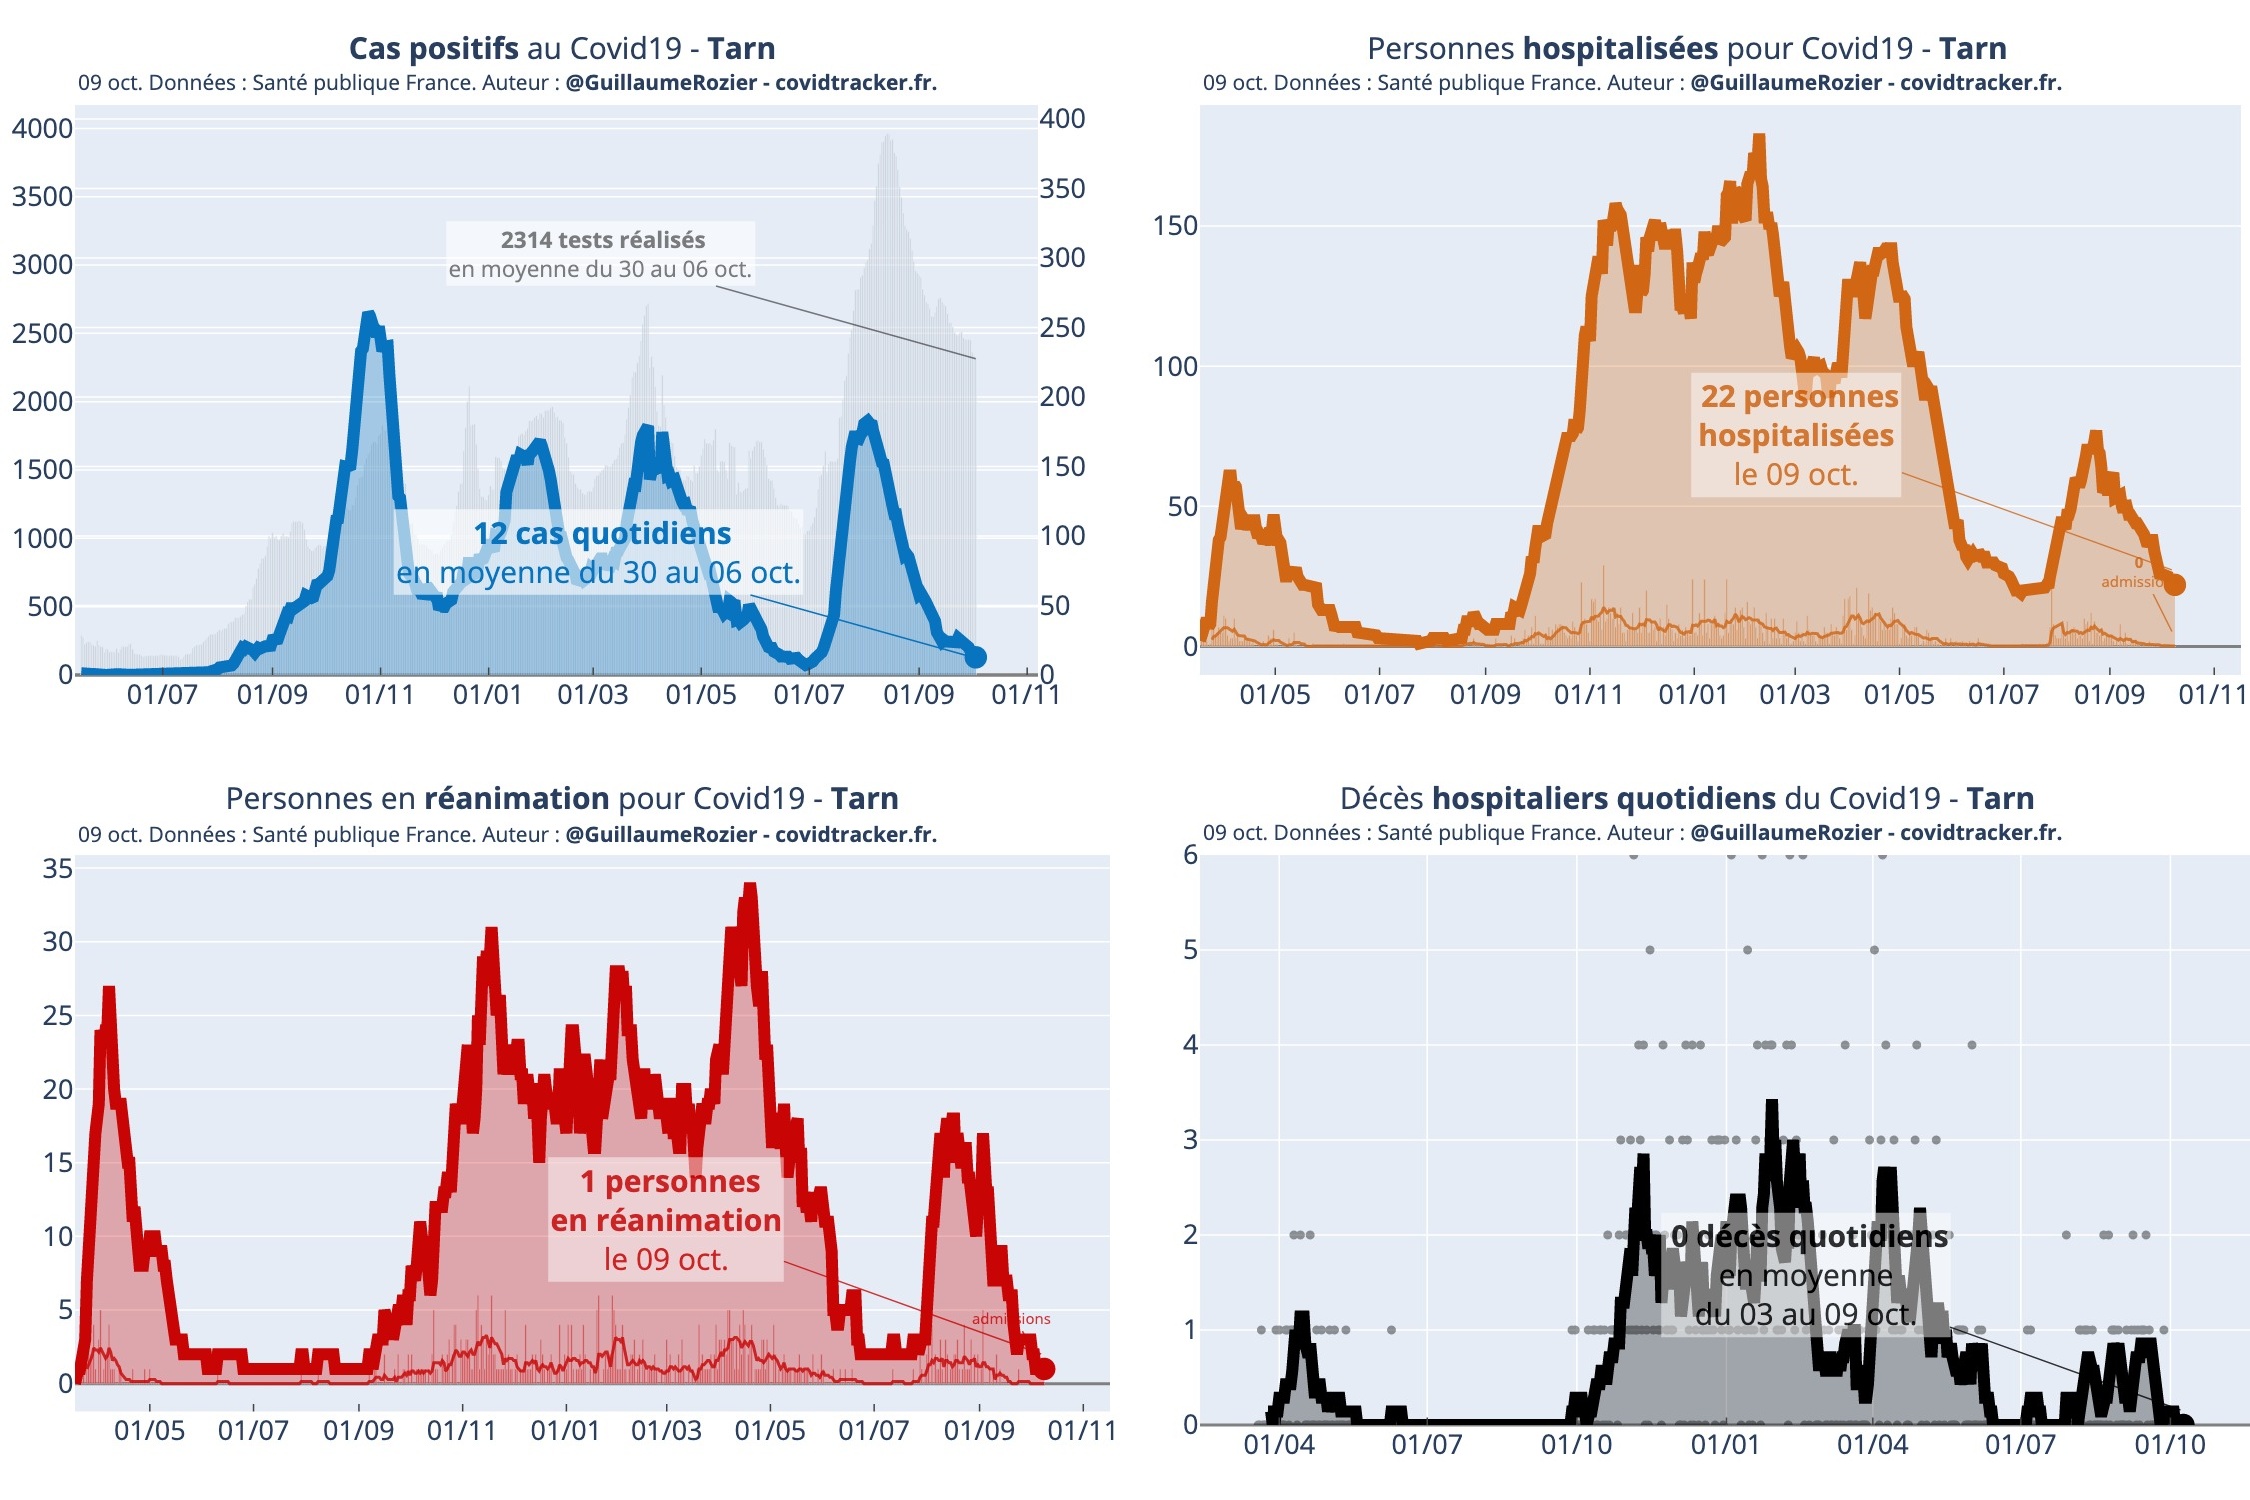 Cas positifs au Covid19 - Tarn
09 oct. Données : Santé publique France. Auteur : @GuillaumeRozier - covidtracker.fr.
4000
3500
3000
2500
2000
1500
1000
500
0
400
350
300
250
200
150
100
50
0
2314 tests réalisés
en moyenne du 30 au 06 oct.
12 cas quotidiens
en moyenne du 30 au 06 oct.
01/07 01/09 01/11 01/01 01/03 01/05 01/07 01/09 01/11
Personnes hospitalisées pour Covid19 - Tarn
09 oct. Données : Santé publique France. Auteur : @GuillaumeRozier - covidtracker.fr.
150
100
50
0
22 personnes
hospitalisées
le 09 oct.
0
admissions
01/05 01/07 01/09 01/11 01/01 01/03 01/05 01/07 01/09 01/11
Personnes en réanimation pour Covid19 - Tarn
09 oct. Données : Santé publique France. Auteur : @GuillaumeRozier - covidtracker.fr.
35
30
25
20
15
10
5
0
1 personnes
en réanimation
le 09 oct.
admissions
01/05 01/07 01/09 01/11 01/01 01/03 01/05 01/07 01/09 01/11
Décès hospitaliers quotidiens du Covid19 - Tarn
09 oct. Données : Santé publique France. Auteur : @GuillaumeRozier - covidtracker.fr.
6
5
4
3
2
1
0
0 décès quotidiens
en moyenne
du 03 au 09 oct.
01/04 01/07 01/10 01/01 01/04 01/07 01/10